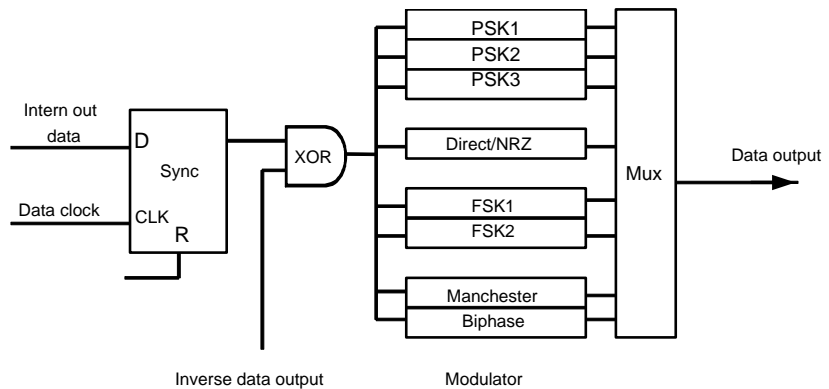 Intern out
data
Data clock
D
Sync
CLK
R
XOR
Inverse data output
PSK1
PSK2
PSK3
Direct/NRZ
FSK1
FSK2
Manchester
Biphase
Modulator
Mux
Data output